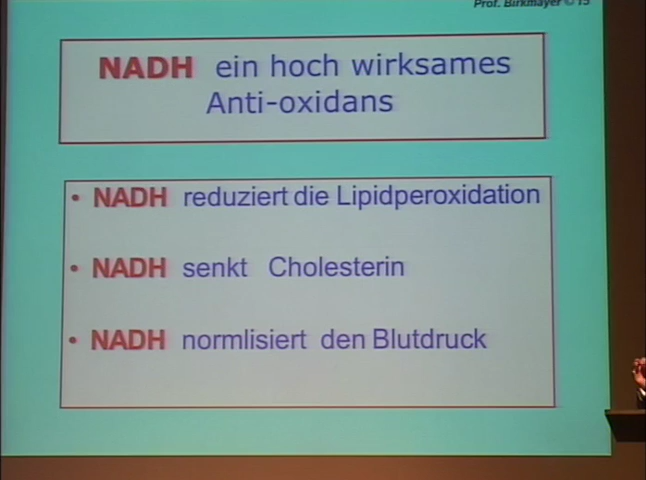 Prof. Birkmayer © 15
NADH ein hoch wirksames
Anti-oxidans
• NADH reduziert die Lipidperoxidation
• NADH senkt Cholesterin
• NADH normlisiert den Blutdruck